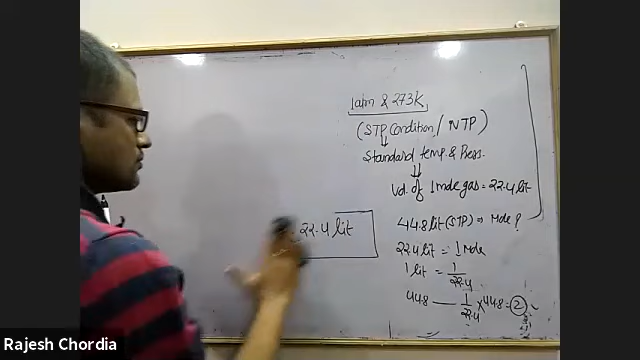 1atm & 273K
(STP Condition / NTP)
Standard temp. & Press.
Vol. of 1 mole gas = 22.4 lit
44.8 lit (STP) => Mole ?
22.4 lit = 1 Mole
1 lit = 1/22.4
44.8 — 1/22.4 × 44.8 = 2
22.4 lit
Rajesh Chordia